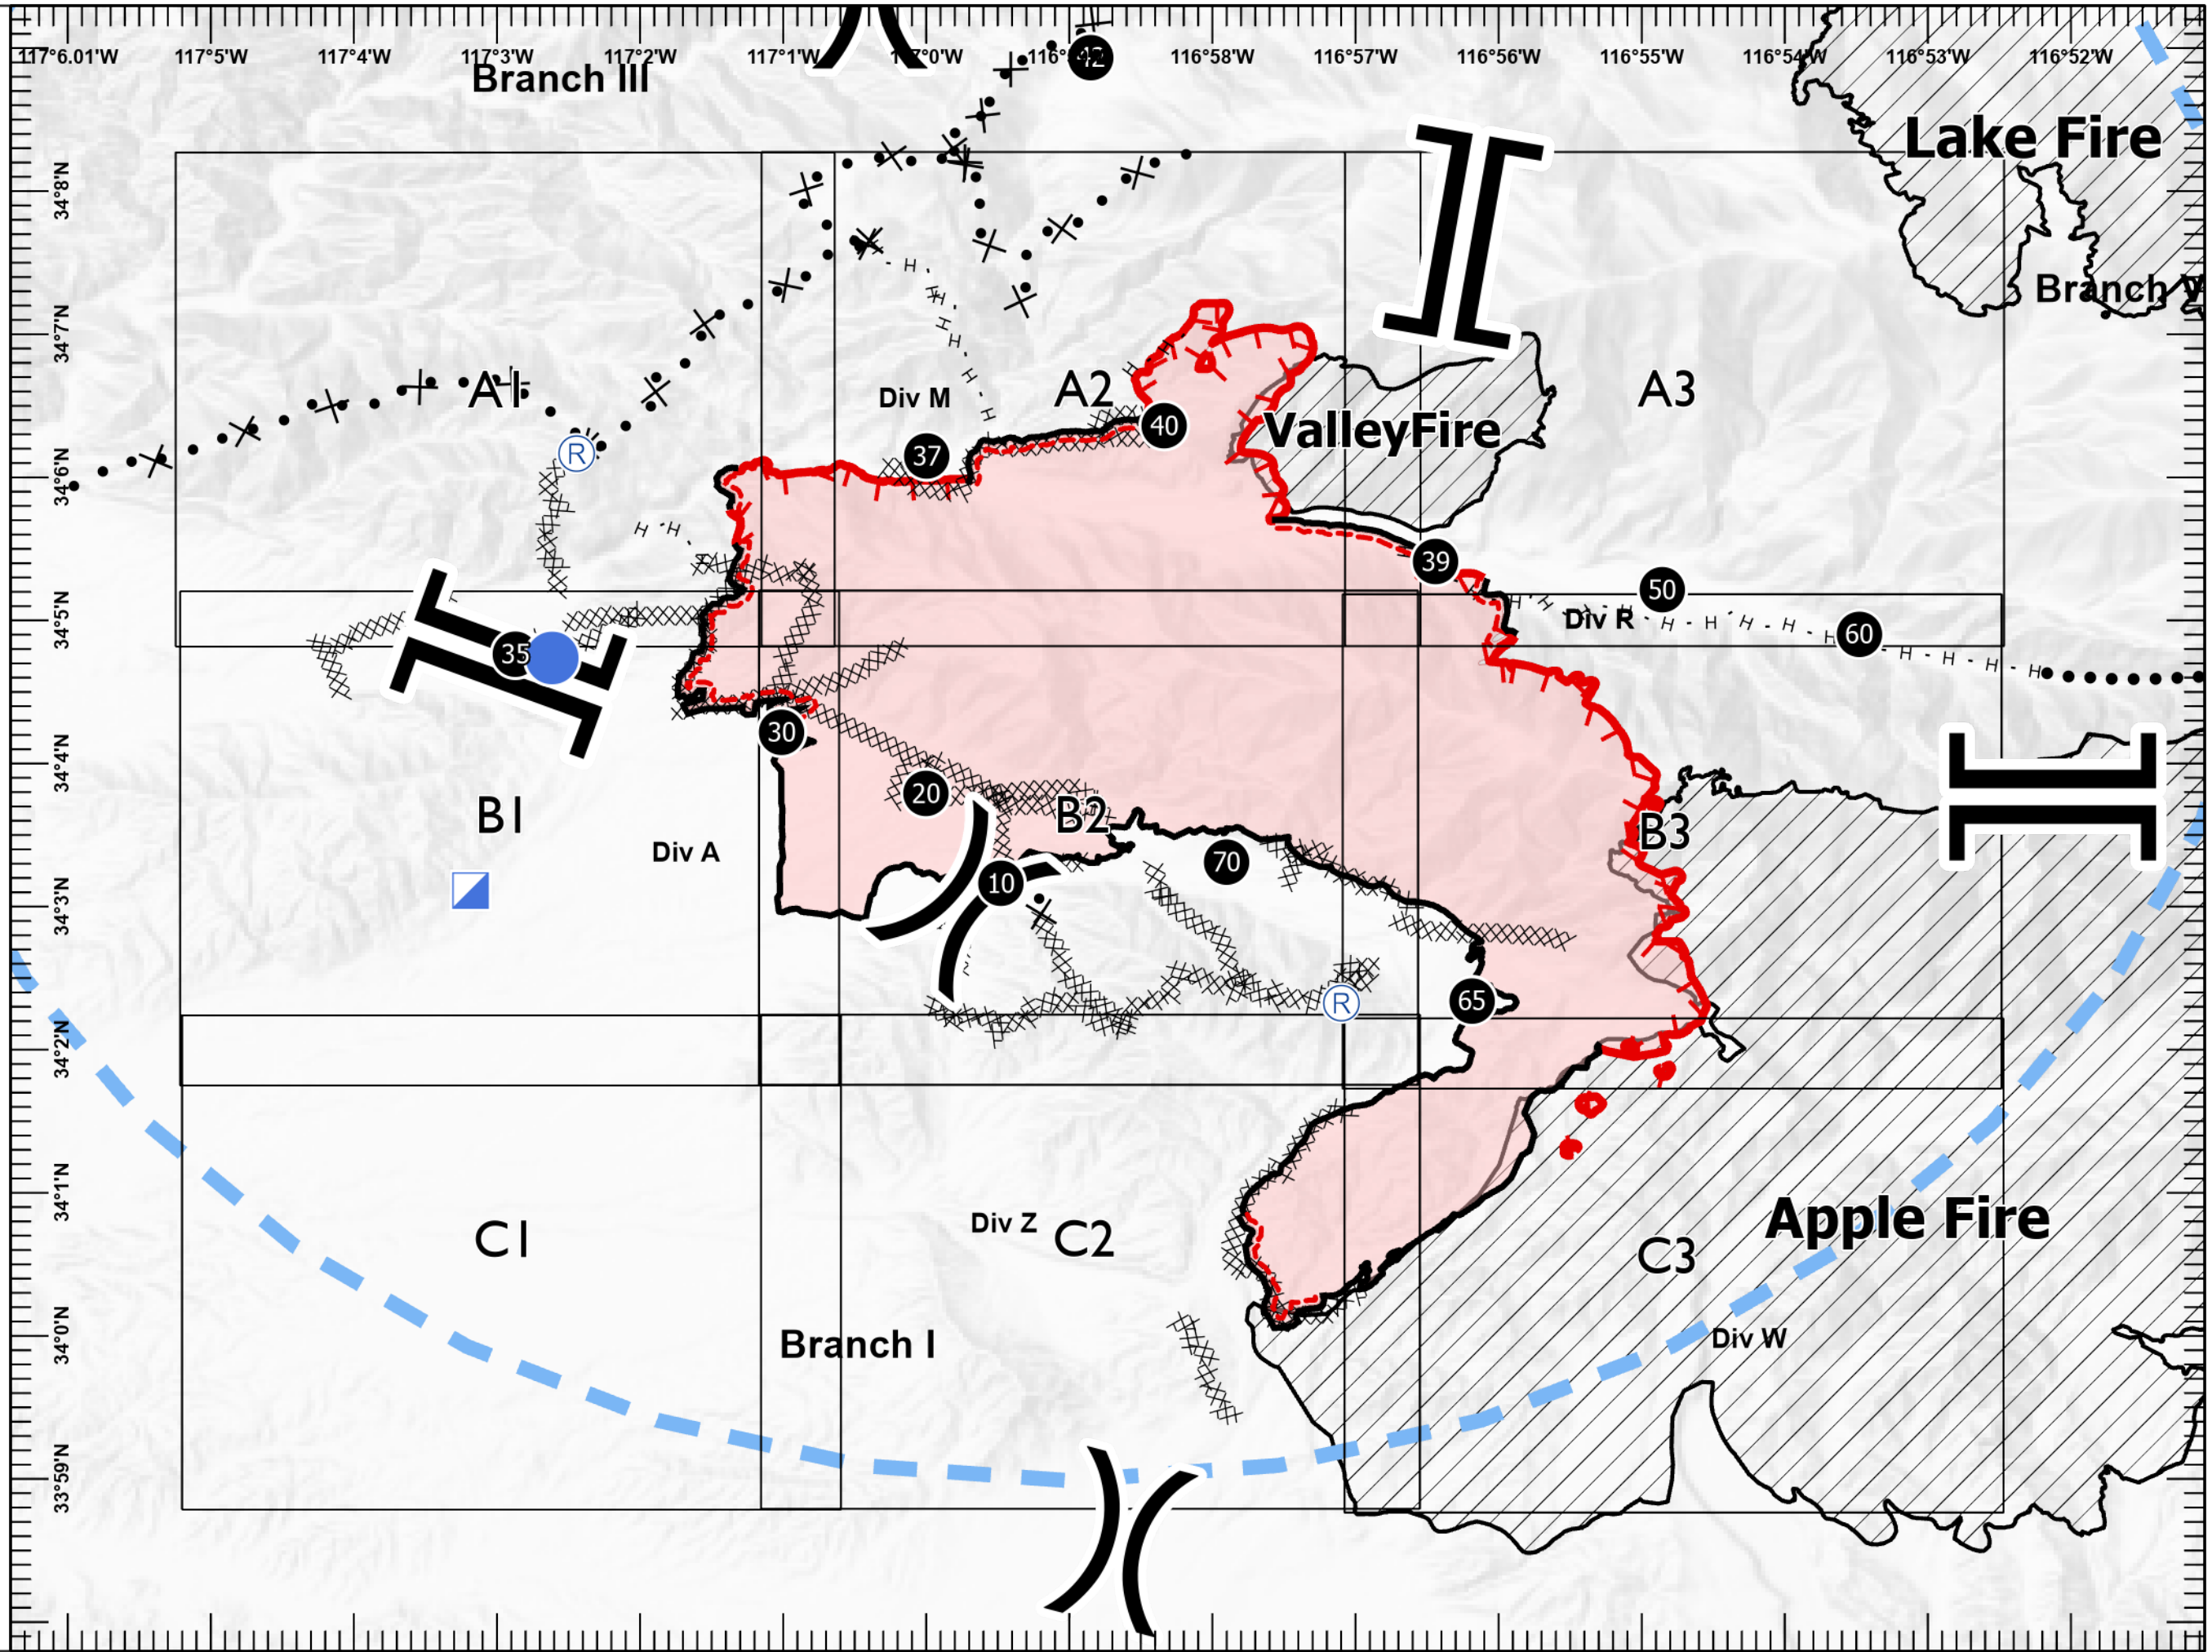 117°6.01'W 117°5'W 117°4'W 117°3'W 117°2'W 117°1'W 117°0'W 116°58'W 116°57'W 116°56'W 116°55'W 116°54'W 116°53'W 116°52'W
42
Branch III
Lake Fire
34°8'N
Branch V
34°7'N
A1
Div M
A2
A3
40
ValleyFire
37
R
34°6'N
39
50
Div R
34°5'N
60
35
30
34°4'N
20
B1
B2
B3
Div A
70
10
34°3'N
R
65
34°2'N
34°1'N
Apple Fire
Div Z
C1
C2
C3
34°0'N
Branch I
Div W
33°59'N